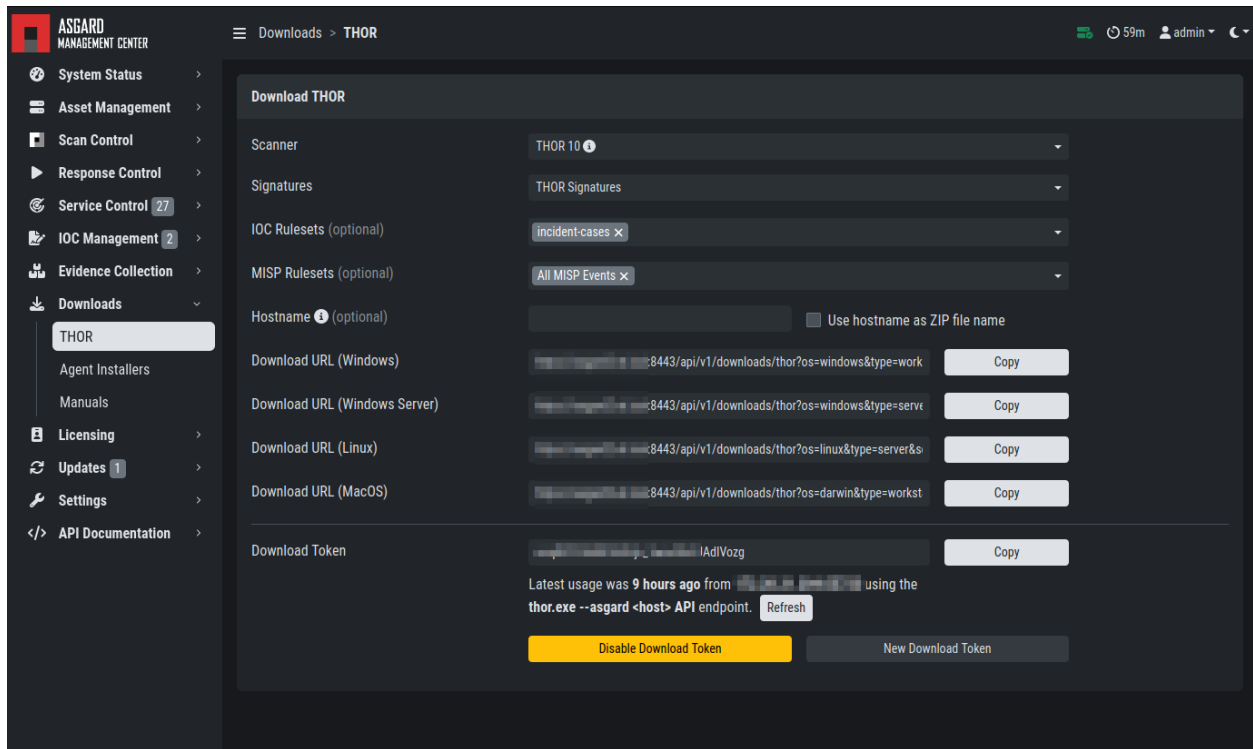 ASGARD
MANAGEMENT CENTER
Downloads > THOR
59m
admin
System Status
Asset Management
Scan Control
Response Control
Service Control 27
IOC Management 2
Evidence Collection
Downloads
THOR
Agent Installers
Manuals
Licensing
Updates 1
Settings
API Documentation
Download THOR
Scanner
THOR 10
Signatures
THOR Signatures
IOC Rulesets (optional)
incident-cases ×
MISP Rulesets (optional)
All MISP Events ×
Hostname (optional)
Use hostname as ZIP file name
Download URL (Windows)
:8443/api/v1/downloads/thor?os=windows&type=work
Copy
Download URL (Windows Server)
:8443/api/v1/downloads/thor?os=windows&type=serve
Copy
Download URL (Linux)
:8443/api/v1/downloads/thor?os=linux&type=server&s
Copy
Download URL (MacOS)
:8443/api/v1/downloads/thor?os=darwin&type=workst
Copy
Download Token
AdIVozg
Copy
Latest usage was 9 hours ago from using the
thor.exe --asgard <host> API endpoint. Refresh
Disable Download Token
New Download Token